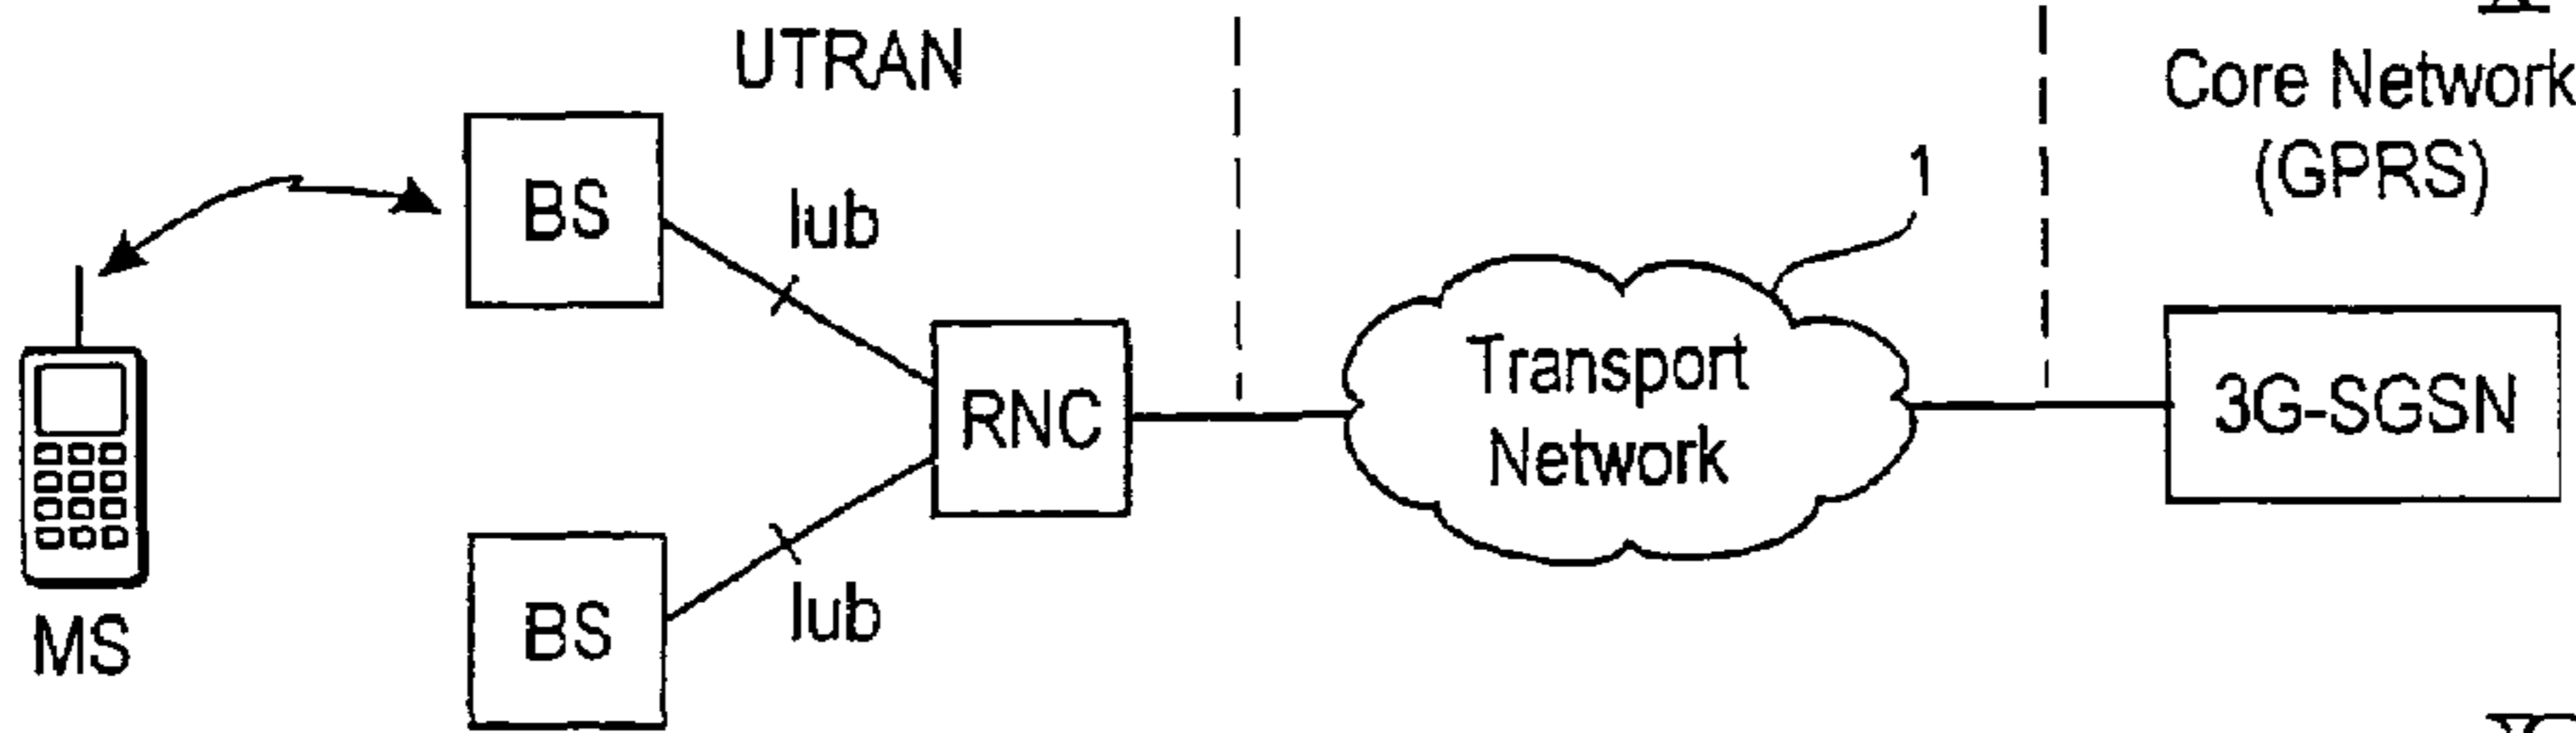 UTRAN
Core Network
(GPRS)
1
BS
Iub
Transport
Network
RNC
3G-SGSN
BS
Iub
MS